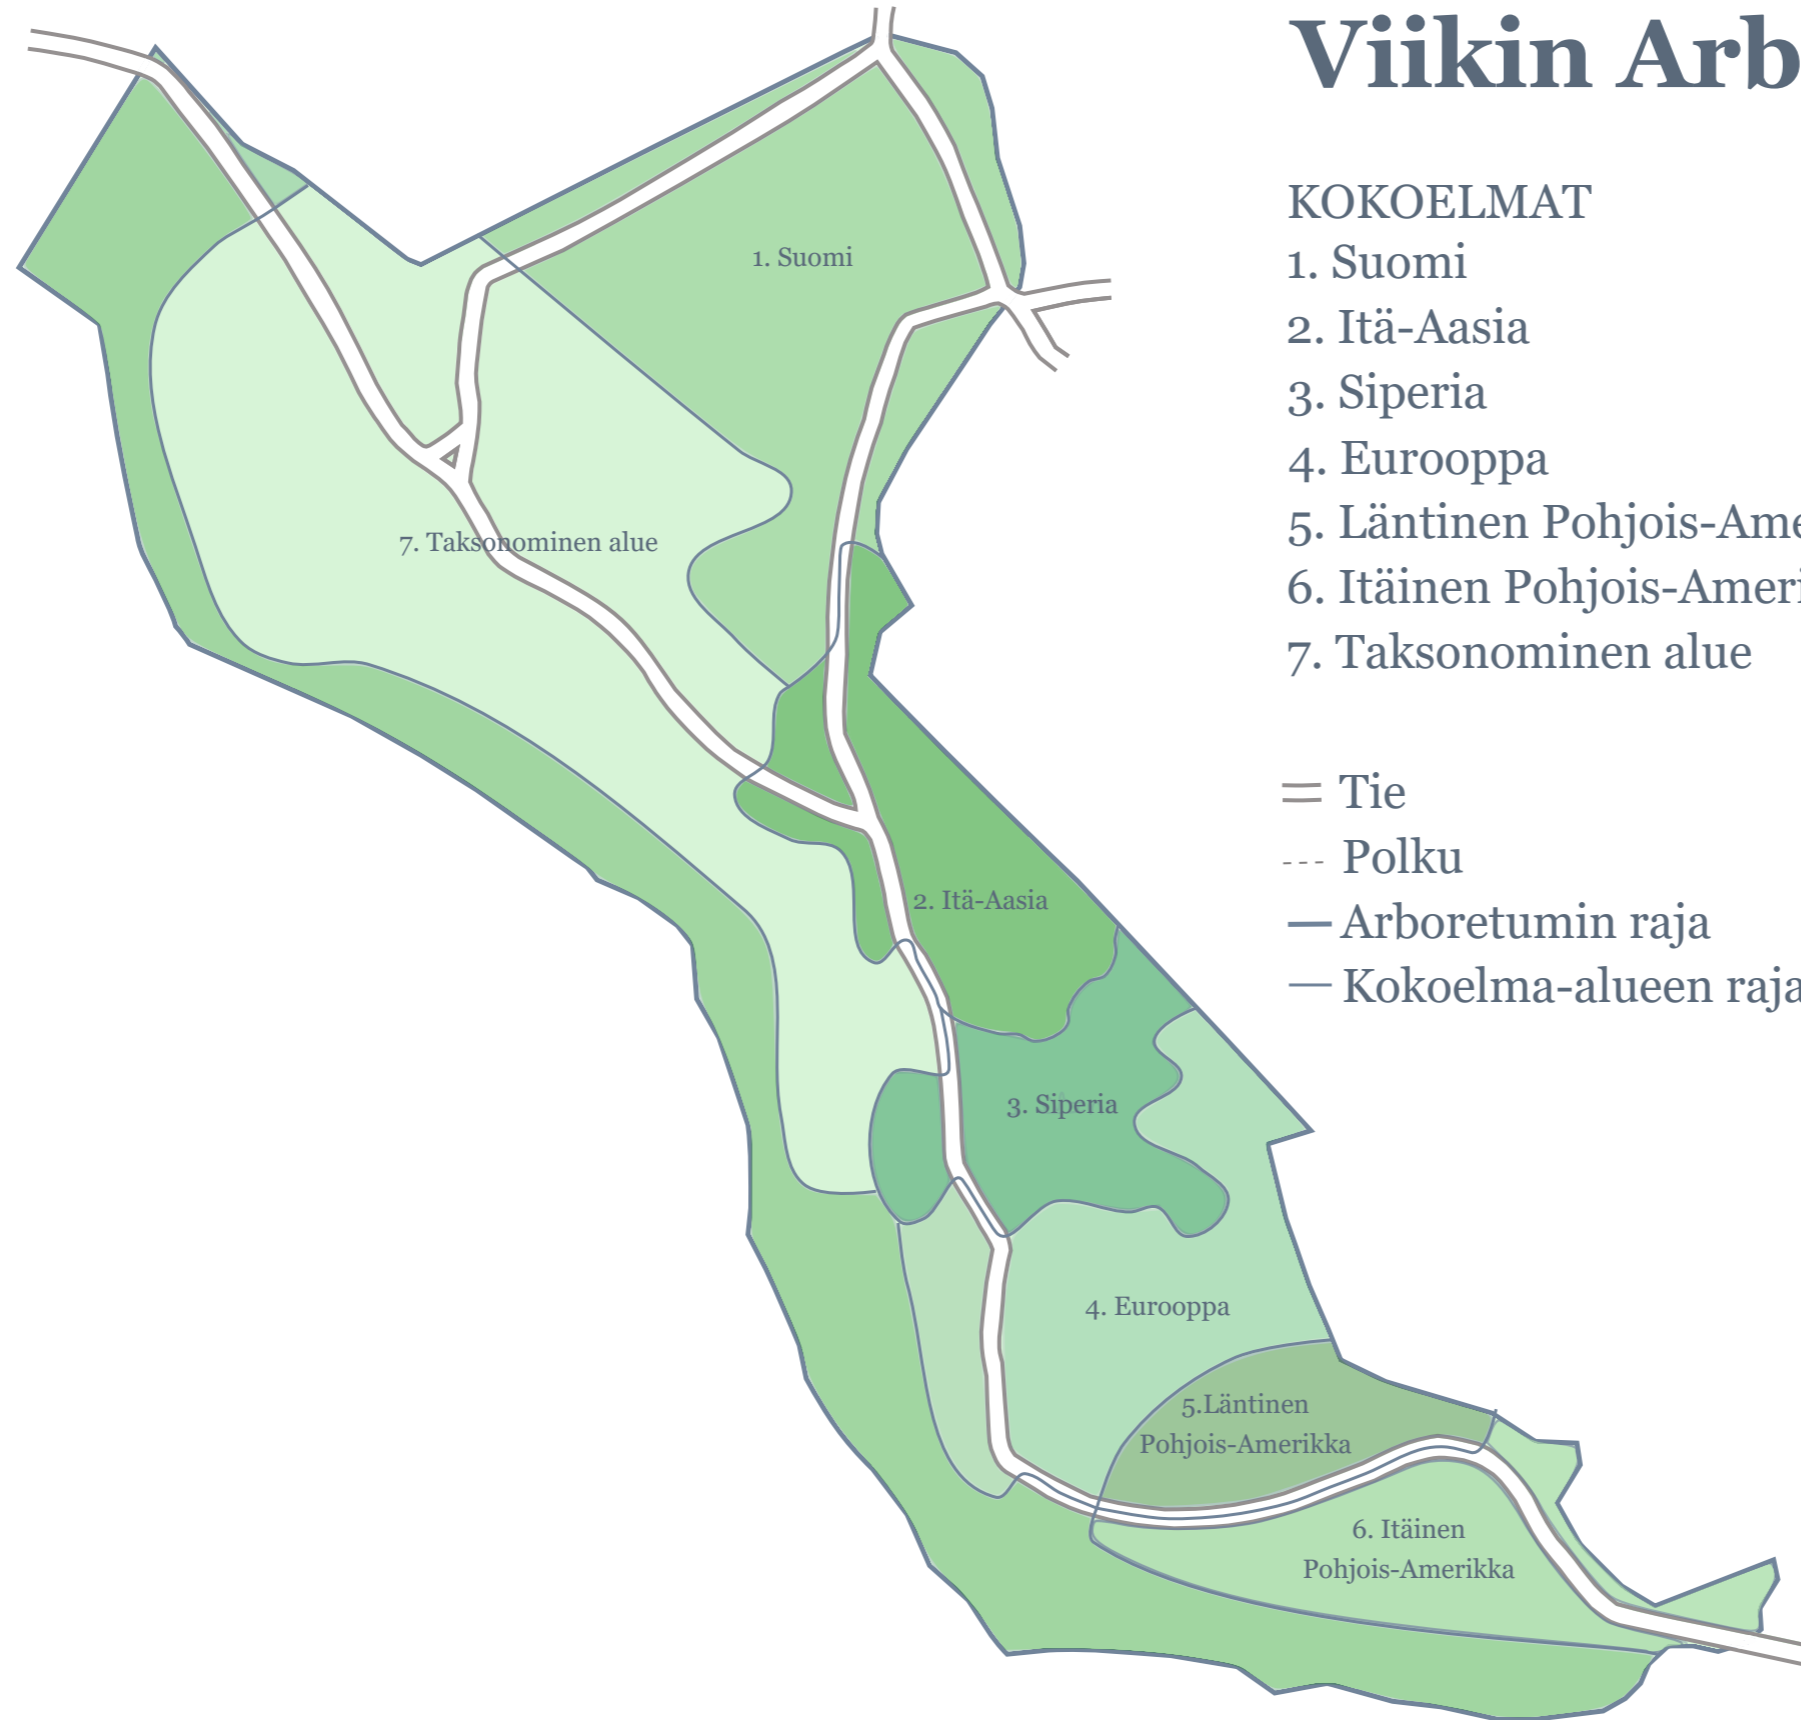 Viikin Arb
KOKOELMAT
1. Suomi
2. Itä-Aasia
3. Siperia
4. Eurooppa
5. Läntinen Pohjois-Ame
6. Itäinen Pohjois-Ameri
7. Taksonominen alue
Tie
Polku
Arboretumin raja
Kokoelma-alueen raja
1. Suomi
7. Taksonominen alue
2. Itä-Aasia
3. Siperia
4. Eurooppa
5.Läntinen
Pohjois-Amerikka
6. Itäinen
Pohjois-Amerikka